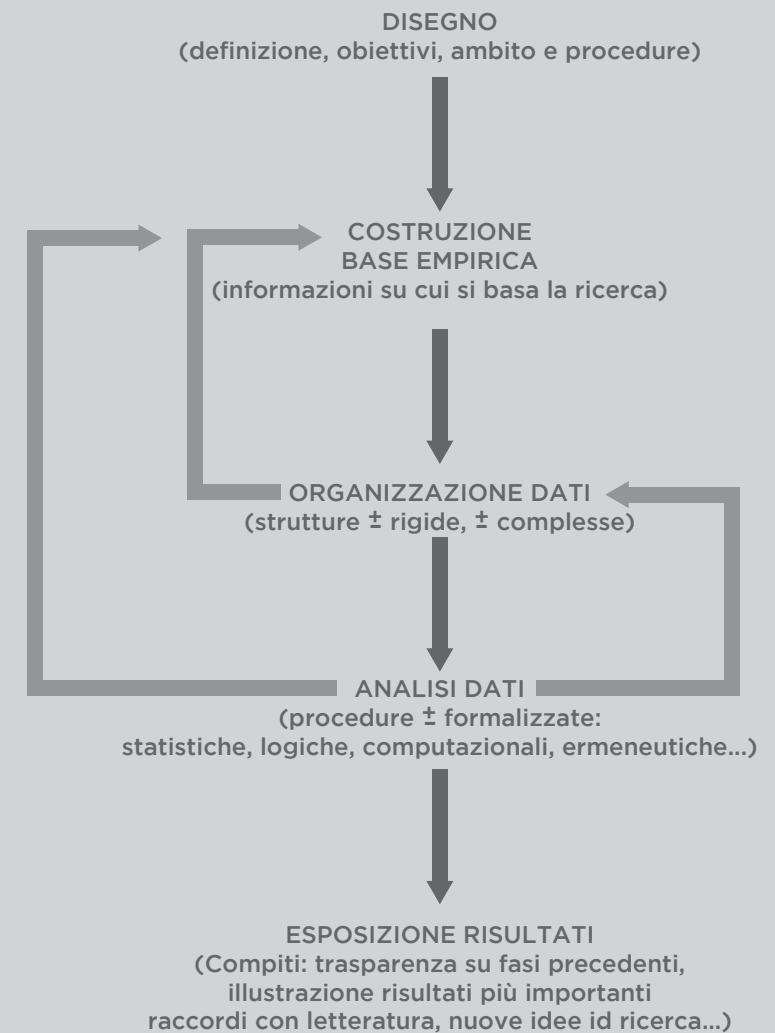 DISEGNO
(definizione, obiettivi, ambito e procedure)
COSTRUZIONE
BASE EMPIRICA
(informazioni su cui si basa la ricerca)
ORGANIZZAZIONE DATI
(strutture ± rigide, ± complesse)
ANALISI DATI
(procedure ± formalizzate:
statistiche, logiche, computazionali, ermeneutiche...)
ESPOSIZIONE RISULTATI
(Compiti: trasparenza su fasi precedenti,
illustrazione risultati più importanti
raccordi con letteratura, nuove idee id ricerca...)